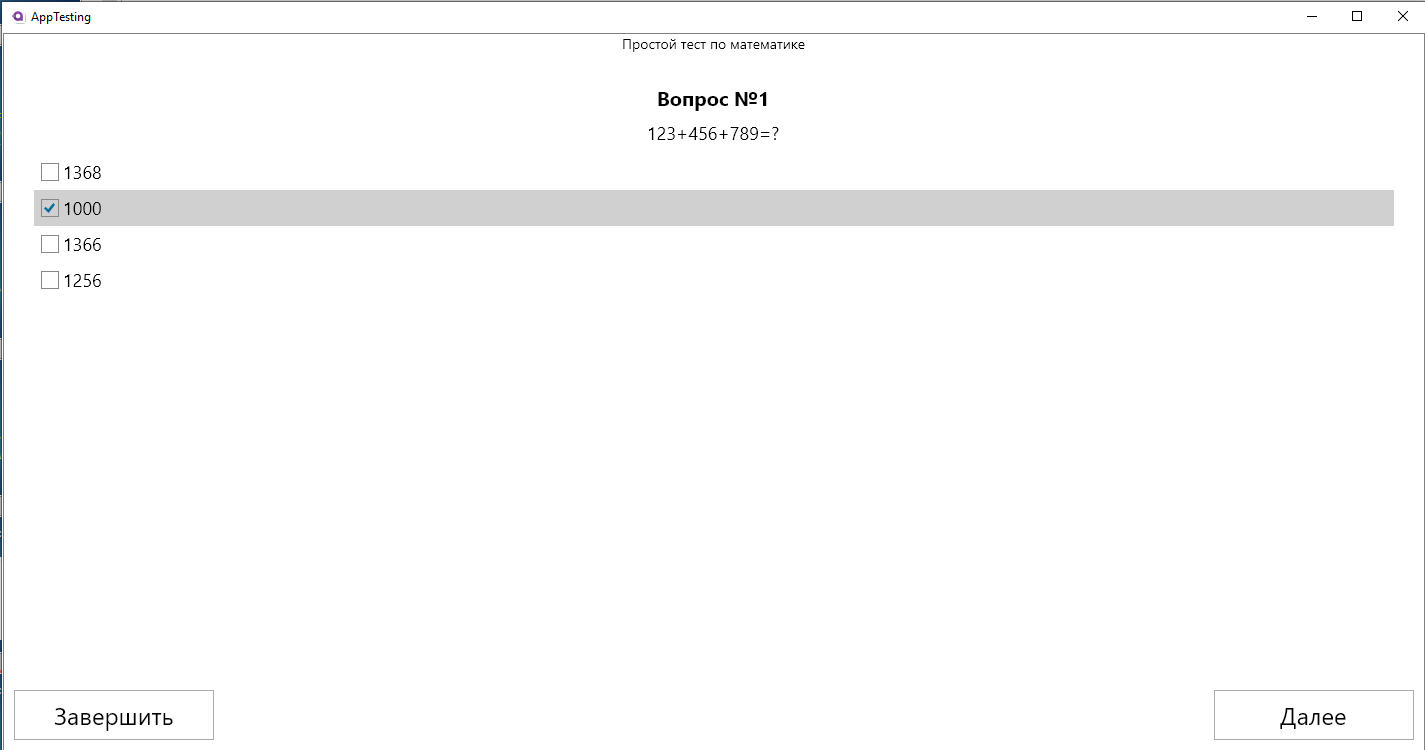 AppTesting
Простой тест по математике
Вопрос №1
123+456+789=?
1368
1000
1366
1256
Завершить
Далее